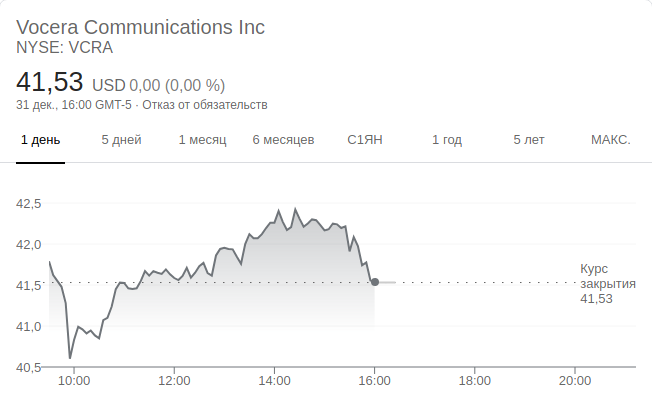 Vocera Communications Inc
NYSE: VCRA
41,53 USD 0,00 (0,00 %)
31 дек., 16:00 GMT-5 · Отказ от обязательств
1 день 5 дней 1 месяц 6 месяцев С1ЯН 1 год 5 лет МАКС.
42,5
42,0
41,5
41,0
40,5
Курс
закрытия
41,53
10:00 12:00 14:00 16:00 18:00 20:00